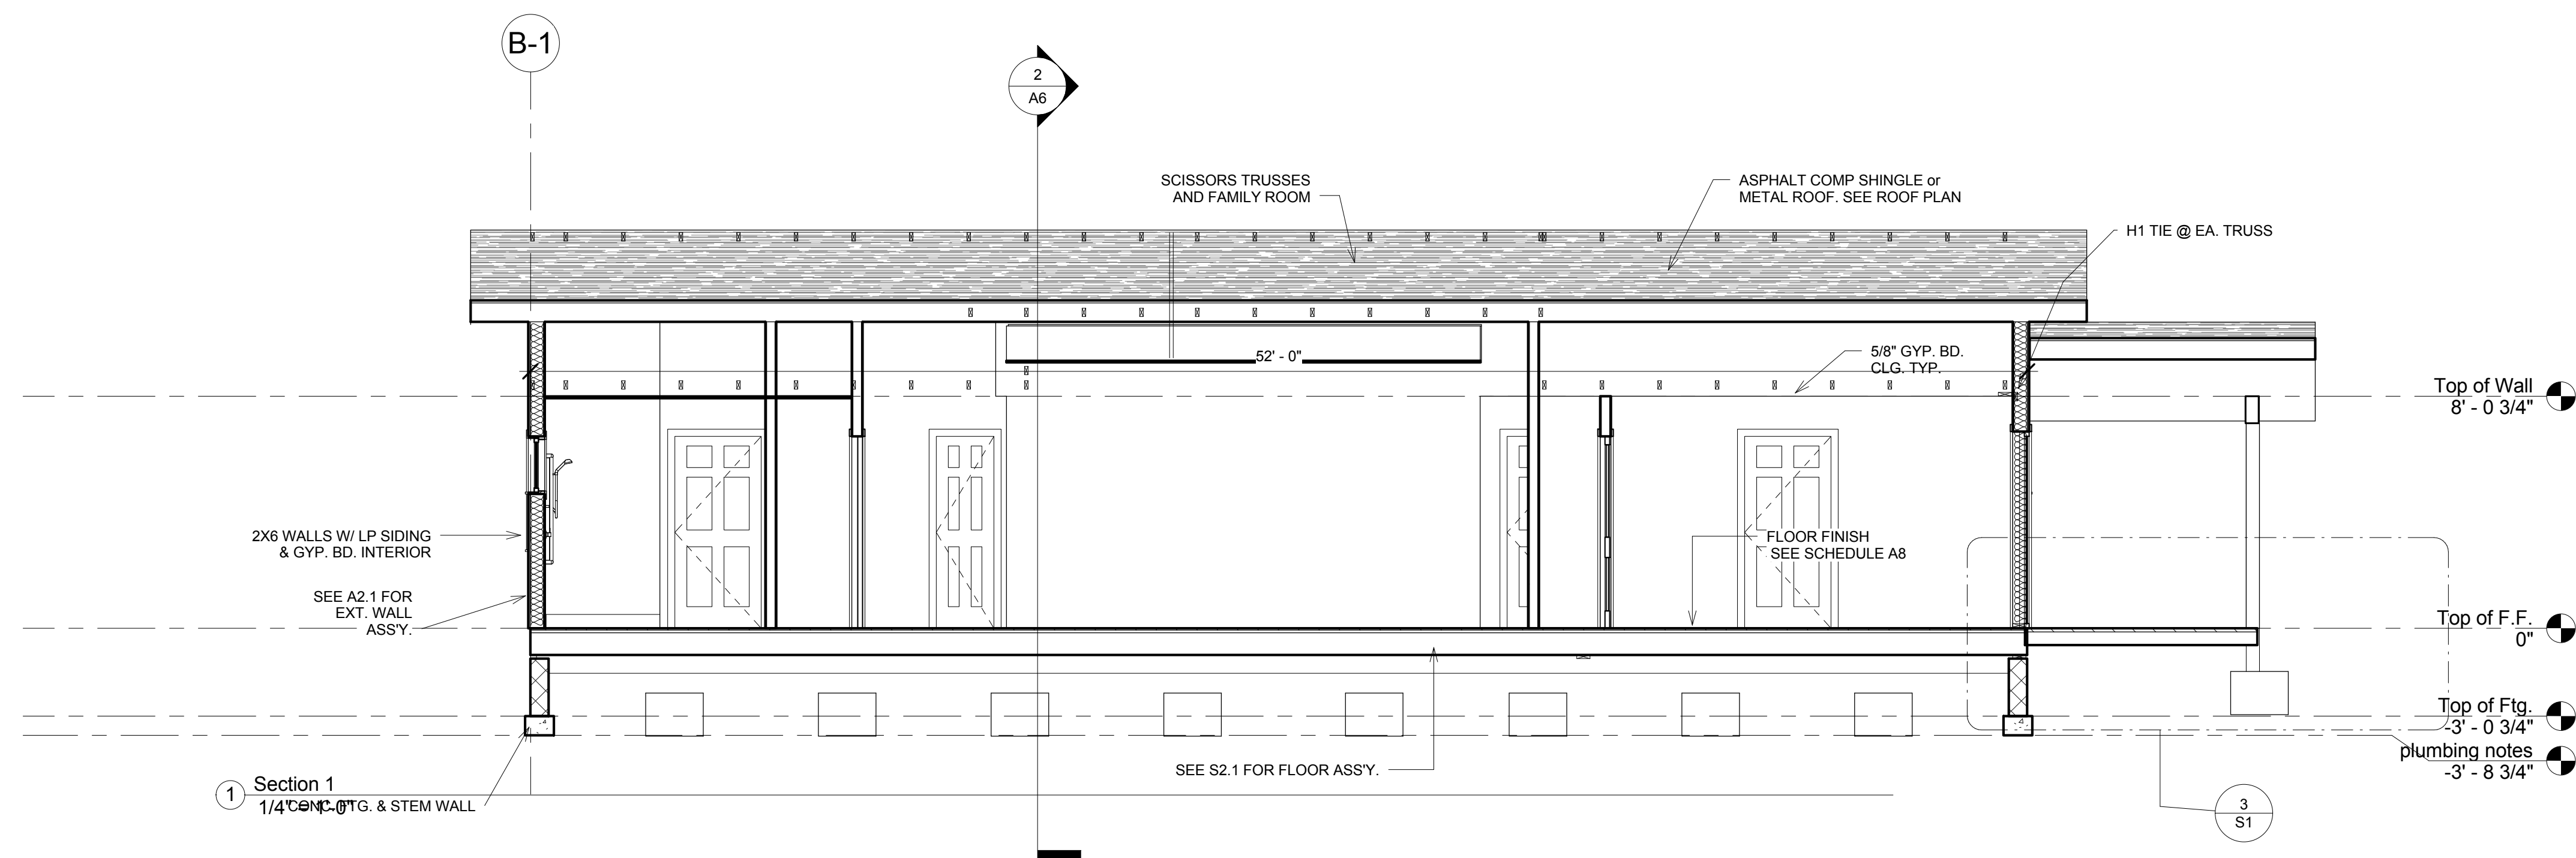 B-1
2
A6
SCISSORS TRUSSES
AND FAMILY ROOM
ASPHALT COMP SHINGLE or
METAL ROOF. SEE ROOF PLAN
H1 TIE @ EA. TRUSS
52' - 0"
5/8" GYP. BD.
CLG. TYP.
Top of Wall
8' - 0 3/4"
2X6 WALLS W/ LP SIDING
& GYP. BD. INTERIOR
FLOOR FINISH
SEE SCHEDULE A8
SEE A2.1 FOR
EXT. WALL
ASS'Y.
Top of F.F.
0"
Top of Ftg.
-3' - 0 3/4"
plumbing notes
-3' - 8 3/4"
SEE S2.1 FOR FLOOR ASS'Y.
1
Section 1
1/4" = 1'-0"
CONC. FTG. & STEM WALL
3
S1